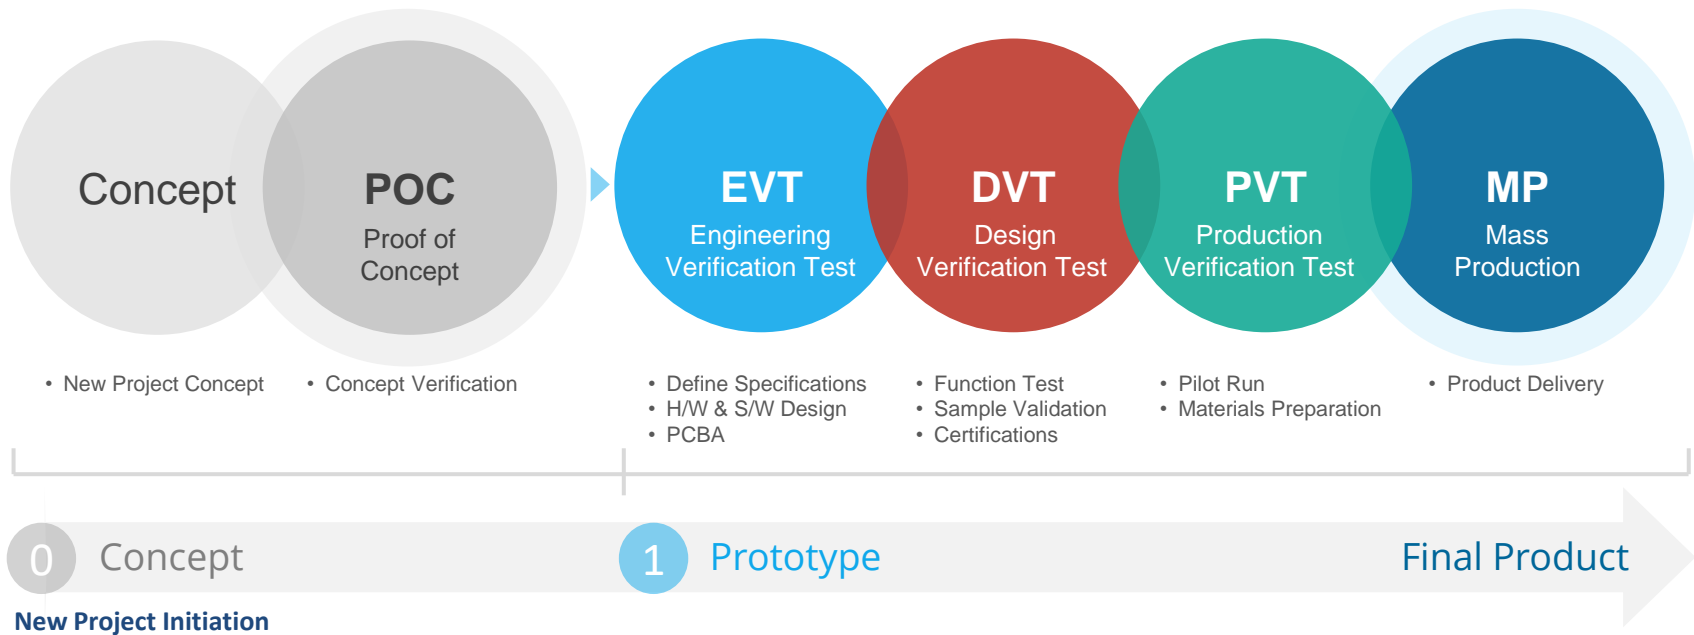 Concept
POC
Proof of
Concept
EVT
Engineering
Verification Test
DVT
Design
Verification Test
PVT
Production
Verification Test
MP
Mass
Production
• New Project Concept
• Concept Verification
• Define Specifications
• H/W & S/W Design
• PCBA
• Function Test
• Sample Validation
• Certifications
• Pilot Run
• Materials Preparation
• Product Delivery
0 Concept
1 Prototype
Final Product
New Project Initiation